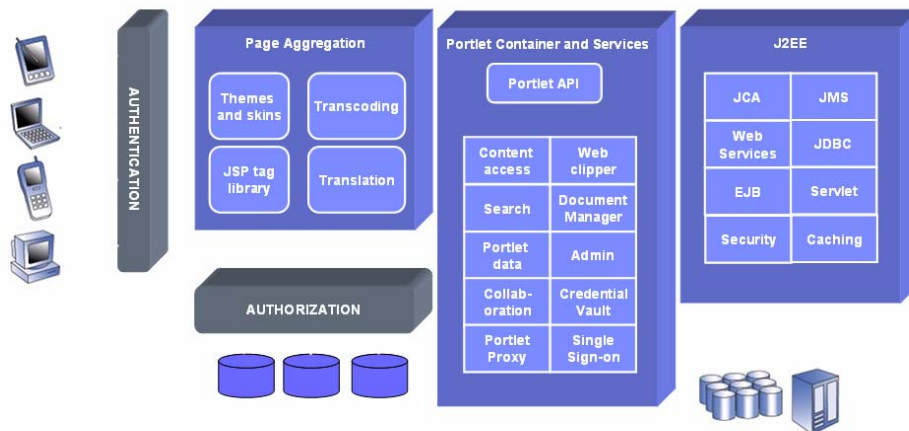 AUTHENTICATION
Page Aggregation
Themes
and skins
Transcoding
JSP tag
library
Translation
AUTHORIZATION
Portlet Container and Services
Portlet API
Content
access
Web
clipper
Search
Document
Manager
Portlet
data
Admin
Collab-
oration
Credential
Vault
Portlet
Proxy
Single
Sign-on
J2EE
JCA
JMS
Web
Services
JDBC
EJB
Servlet
Security
Caching